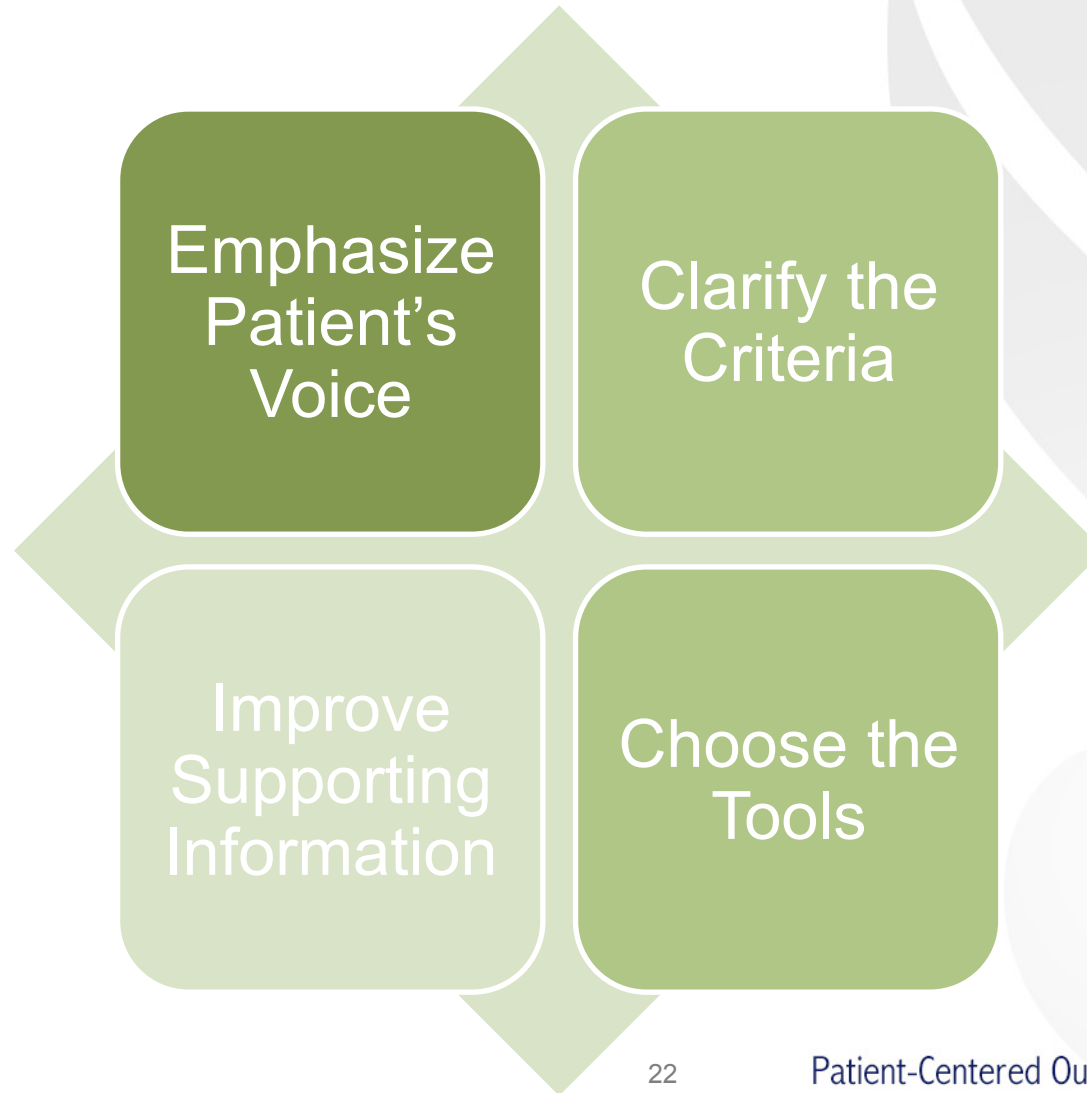 Emphasize
Patient’s
Voice
Clarify the
Criteria
Improve
Supporting
Information
Choose the
Tools
22
Patient-Centered Ou